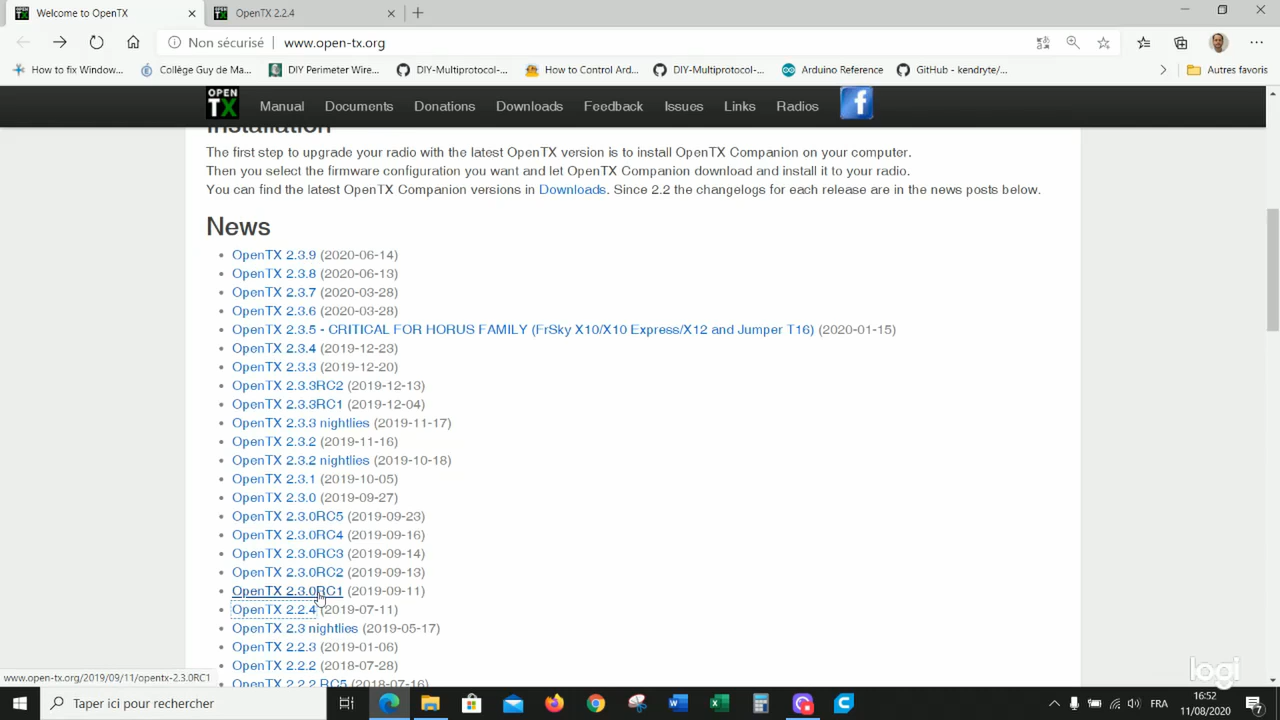 Welcome to OpenTX
OpenTX 2.2.4
Non sécurisé | www.open-tx.org
How to fix Window...
Collège Guy de Ma...
DIY Perimeter Wire...
DIY-Multiprotocol-...
How to Control Ard...
DIY-Multiprotocol-...
Arduino Reference
GitHub - kendryte/...
Autres favoris
OPEN TX
Manual
Documents
Donations
Downloads
Feedback
Issues
Links
Radios
Installation
The first step to upgrade your radio with the latest OpenTX version is to install OpenTX Companion on your computer.
Then you select the firmware configuration you want and let OpenTX Companion download and install it to your radio.
You can find the latest OpenTX Companion versions in Downloads. Since 2.2 the changelogs for each release are in the news posts below.
News
OpenTX 2.3.9 (2020-06-14)
OpenTX 2.3.8 (2020-06-13)
OpenTX 2.3.7 (2020-03-28)
OpenTX 2.3.6 (2020-03-28)
OpenTX 2.3.5 - CRITICAL FOR HORUS FAMILY (FrSky X10/X10 Express/X12 and Jumper T16) (2020-01-15)
OpenTX 2.3.4 (2019-12-23)
OpenTX 2.3.3 (2019-12-20)
OpenTX 2.3.3RC2 (2019-12-13)
OpenTX 2.3.3RC1 (2019-12-04)
OpenTX 2.3.3 nightlies (2019-11-17)
OpenTX 2.3.2 (2019-11-16)
OpenTX 2.3.2 nightlies (2019-10-18)
OpenTX 2.3.1 (2019-10-05)
OpenTX 2.3.0 (2019-09-27)
OpenTX 2.3.0RC5 (2019-09-23)
OpenTX 2.3.0RC4 (2019-09-16)
OpenTX 2.3.0RC3 (2019-09-14)
OpenTX 2.3.0RC2 (2019-09-13)
OpenTX 2.3.0RC1 (2019-09-11)
OpenTX 2.2.4 (2019-07-11)
OpenTX 2.3 nightlies (2019-05-17)
OpenTX 2.2.3 (2019-01-06)
OpenTX 2.2.2 (2018-07-28)
OpenTX 2.2.2 RC5 (2018-07-16)
www.open-tx.org/2019/09/11/opentx-2.3.0RC1
logi
Taper ici pour rechercher
FRA
16:52
11/08/2020
7